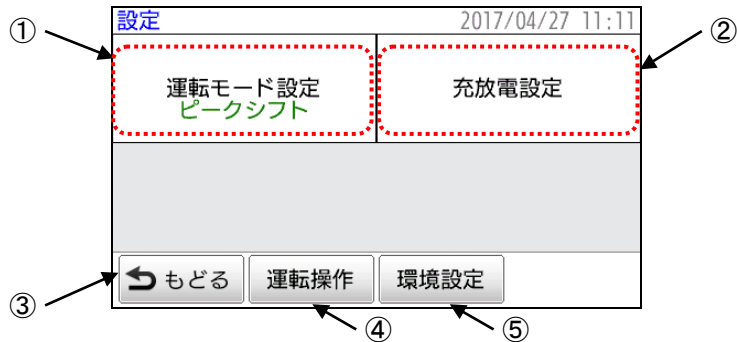 設定 2017/04/27 11:11
① ②
運転モード設定 充放電設定
ピークシフト
もどる 運転操作 環境設定
③
④ ⑤